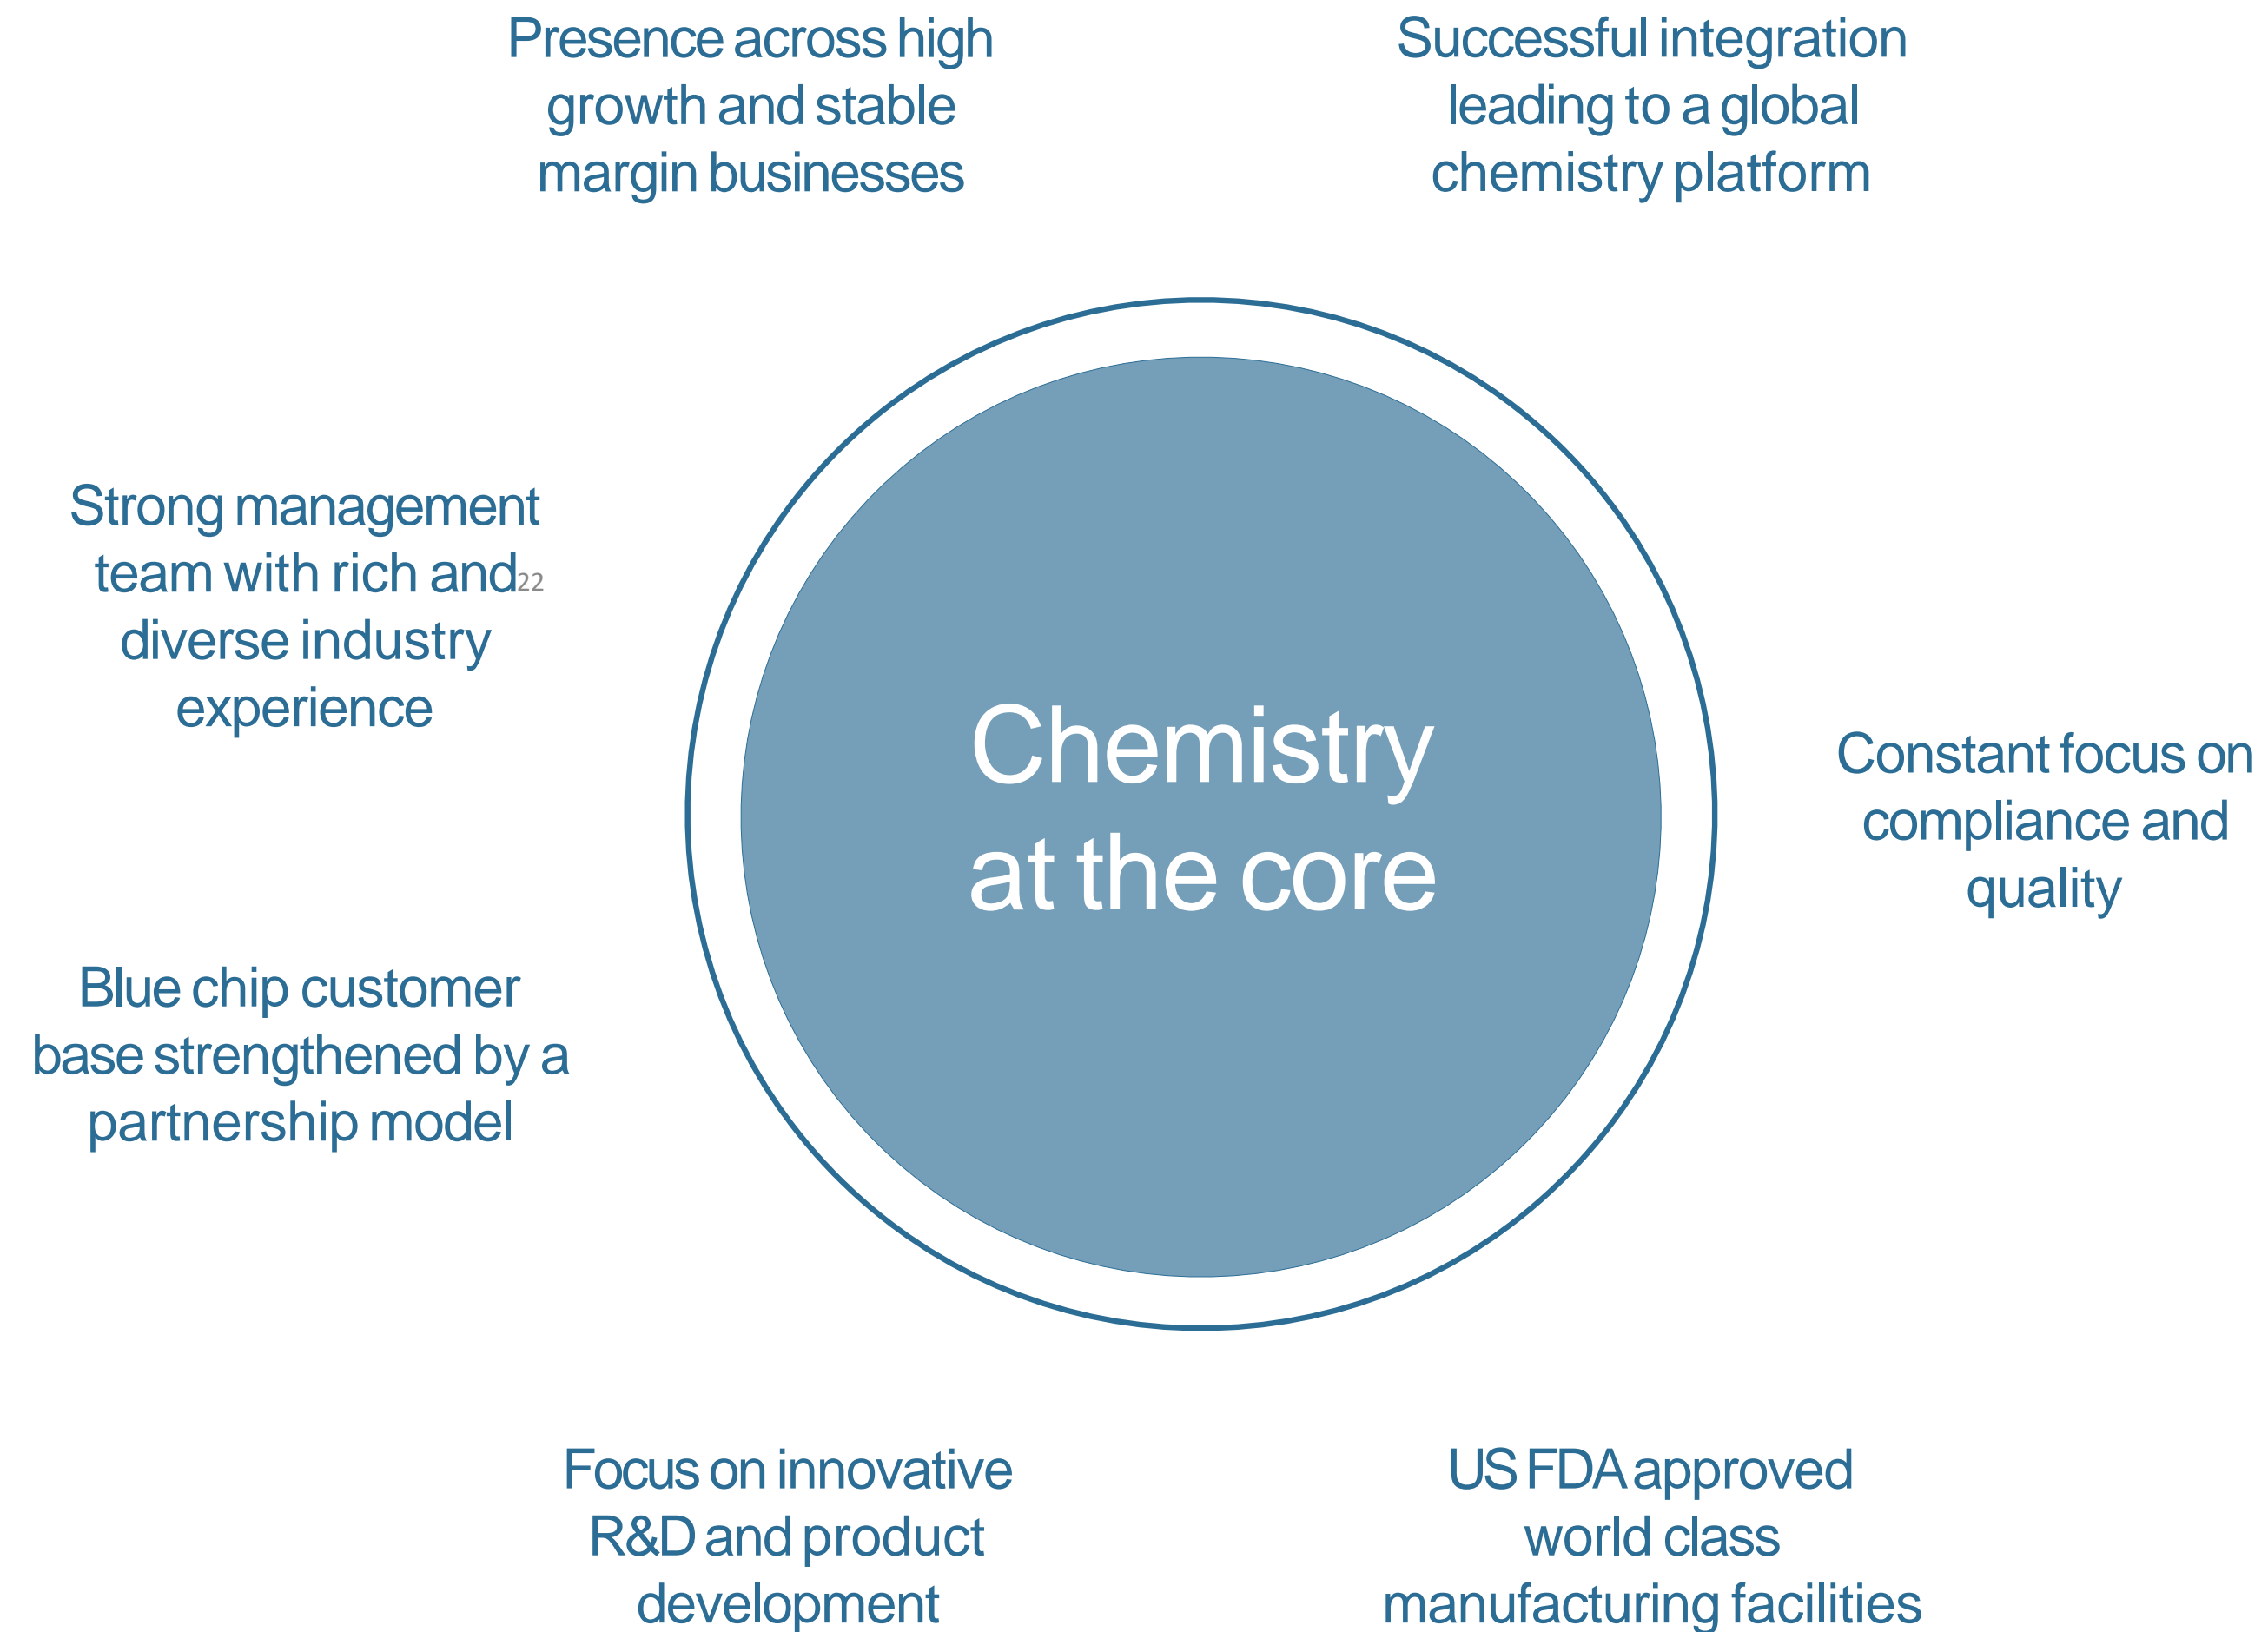 Presence across high
growth and stable
margin businesses
Successful integration
leading to a global
chemistry platform
Strong management
team with rich and
22
diverse industry
experience
Chemistry
at the core
Constant focus on
compliance and
quality
Blue chip customer
base strengthened by a
partnership model
Focus on innovative
R&D and product
development
US FDA approved
world class
manufacturing facilities